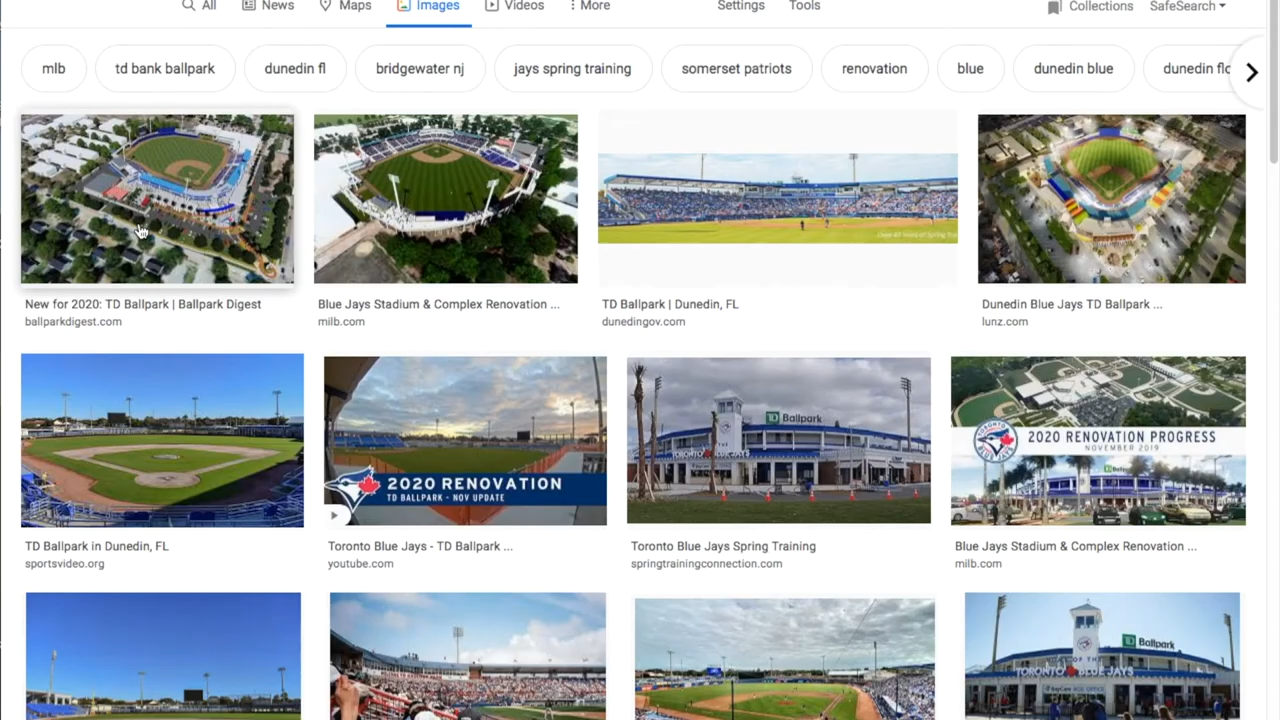 All
News
Maps
Images
Videos
More
Settings
Tools
Collections
SafeSearch
mlb
td bank ballpark
dunedin fl
bridgewater nj
jays spring training
somerset patriots
renovation
blue
dunedin blue
dunedin flo
New for 2020: TD Ballpark | Ballpark Digest
ballparkdigest.com
Blue Jays Stadium & Complex Renovation ...
milb.com
TD Ballpark | Dunedin, FL
dunedingov.com
Dunedin Blue Jays TD Ballpark ...
lunz.com
2020 RENOVATION
TD BALLPARK - NOV UPDATE
TD Ballpark
TORONTO BLUE JAYS
2020 RENOVATION PROGRESS
NOVEMBER 2019
TD Ballpark in Dunedin, FL
sportsvideo.org
Toronto Blue Jays - TD Ballpark ...
youtube.com
Toronto Blue Jays Spring Training
springtrainingconnection.com
Blue Jays Stadium & Complex Renovation ...
milb.com
TD Ballpark
TORONTO BLUE JAYS